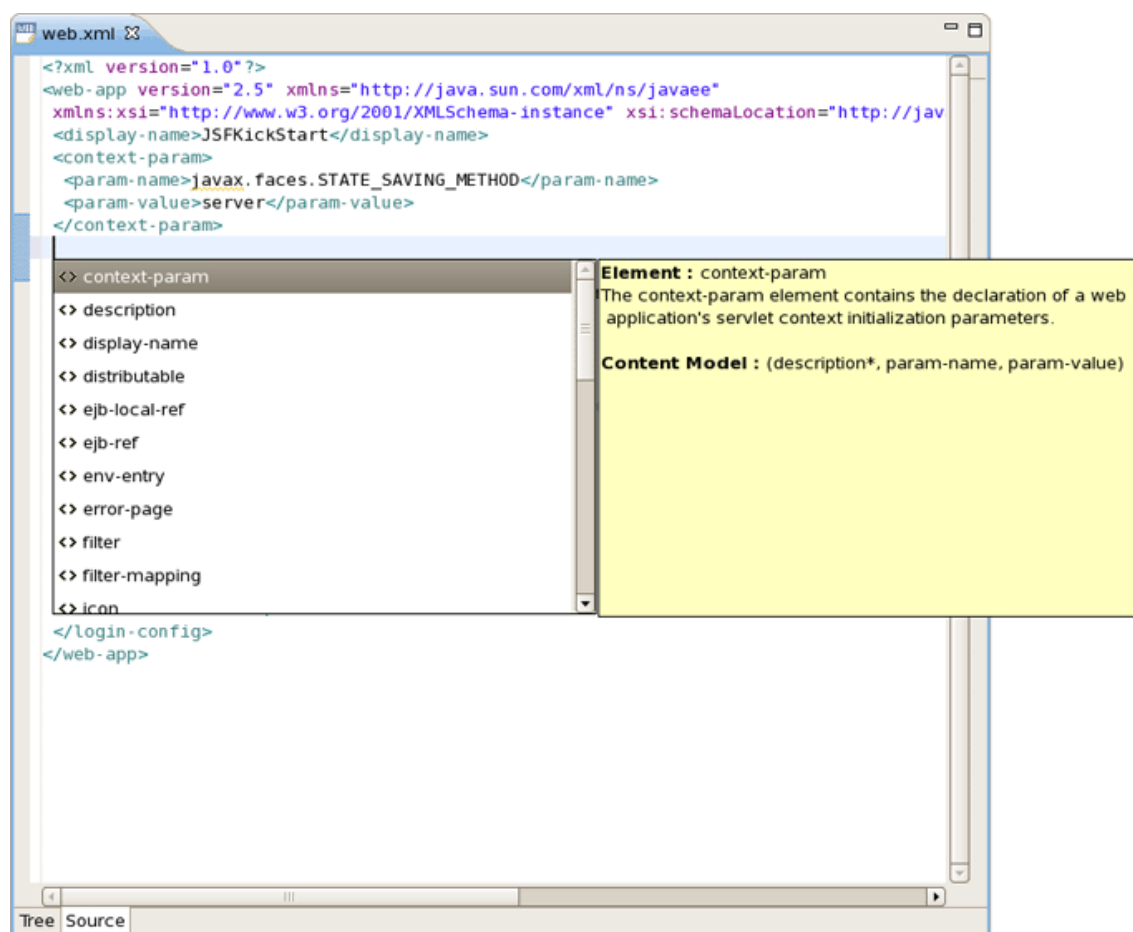 web.xml
<?xml version="1.0"?>
<web-app version="2.5" xmlns="http://java.sun.com/xml/ns/javaee"
xmlns:xsi="http://www.w3.org/2001/XMLSchema-instance" xsi:schemaLocation="http://jav
<display-name>JSFKickStart</display-name>
<context-param>
<param-name>javax.faces.STATE_SAVING_METHOD</param-name>
<param-value>server</param-value>
</context-param>
<> context-param
<> description
<> display-name
<> distributable
<> ejb-local-ref
<> ejb-ref
<> env-entry
<> error-page
<> filter
<> filter-mapping
<> icon
Element : context-param
The context-param element contains the declaration of a web
application's servlet context initialization parameters.
Content Model : (description*, param-name, param-value)
</login-config>
</web-app>
Tree Source